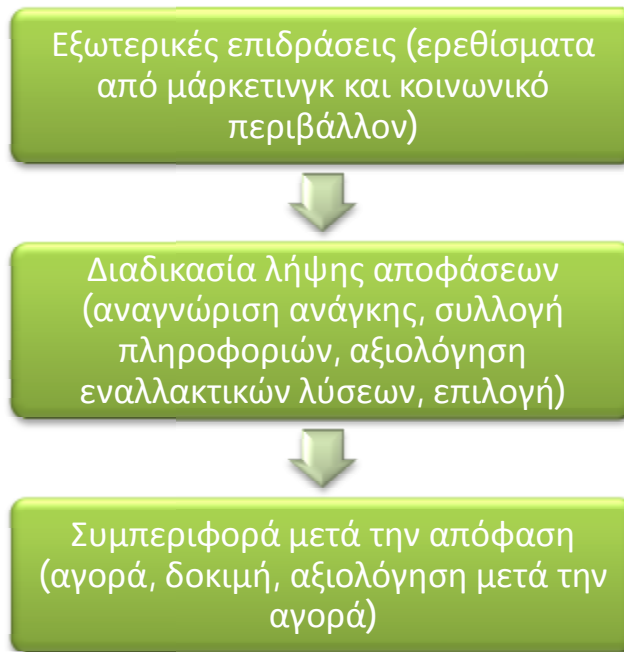 Εξωτερικές επιδράσεις (ερεθίσματα
από μάρκετινγκ και κοινωνικό
περιβάλλον)
Διαδικασία λήψης αποφάσεων
(αναγνώριση ανάγκης, συλλογή
πληροφοριών, αξιολόγηση
εναλλακτικών λύσεων, επιλογή)
Συμπεριφορά μετά την απόφαση
(αγορά, δοκιμή, αξιολόγηση μετά την
αγορά)